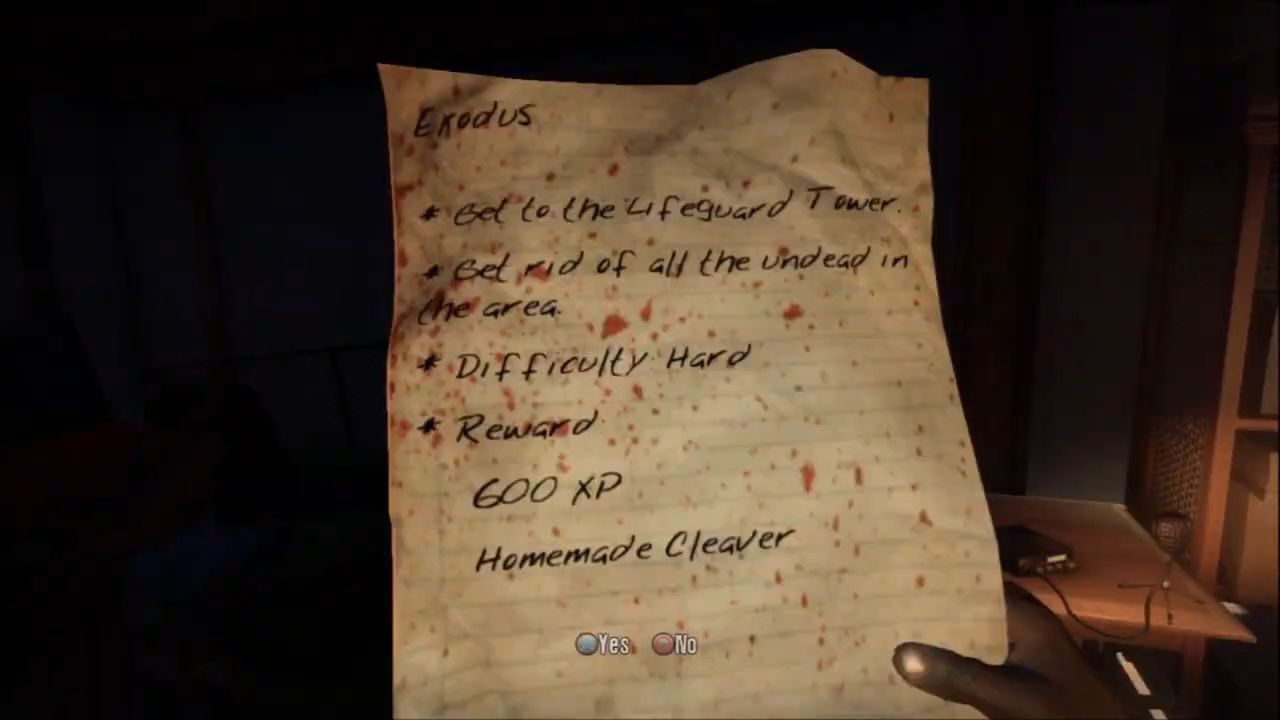 Exodus
* Get to the Lifeguard Tower.
* Get rid of all the undead in
the area.
* Difficulty Hard
* Reward
600 XP
Homemade Cleaver
Yes No